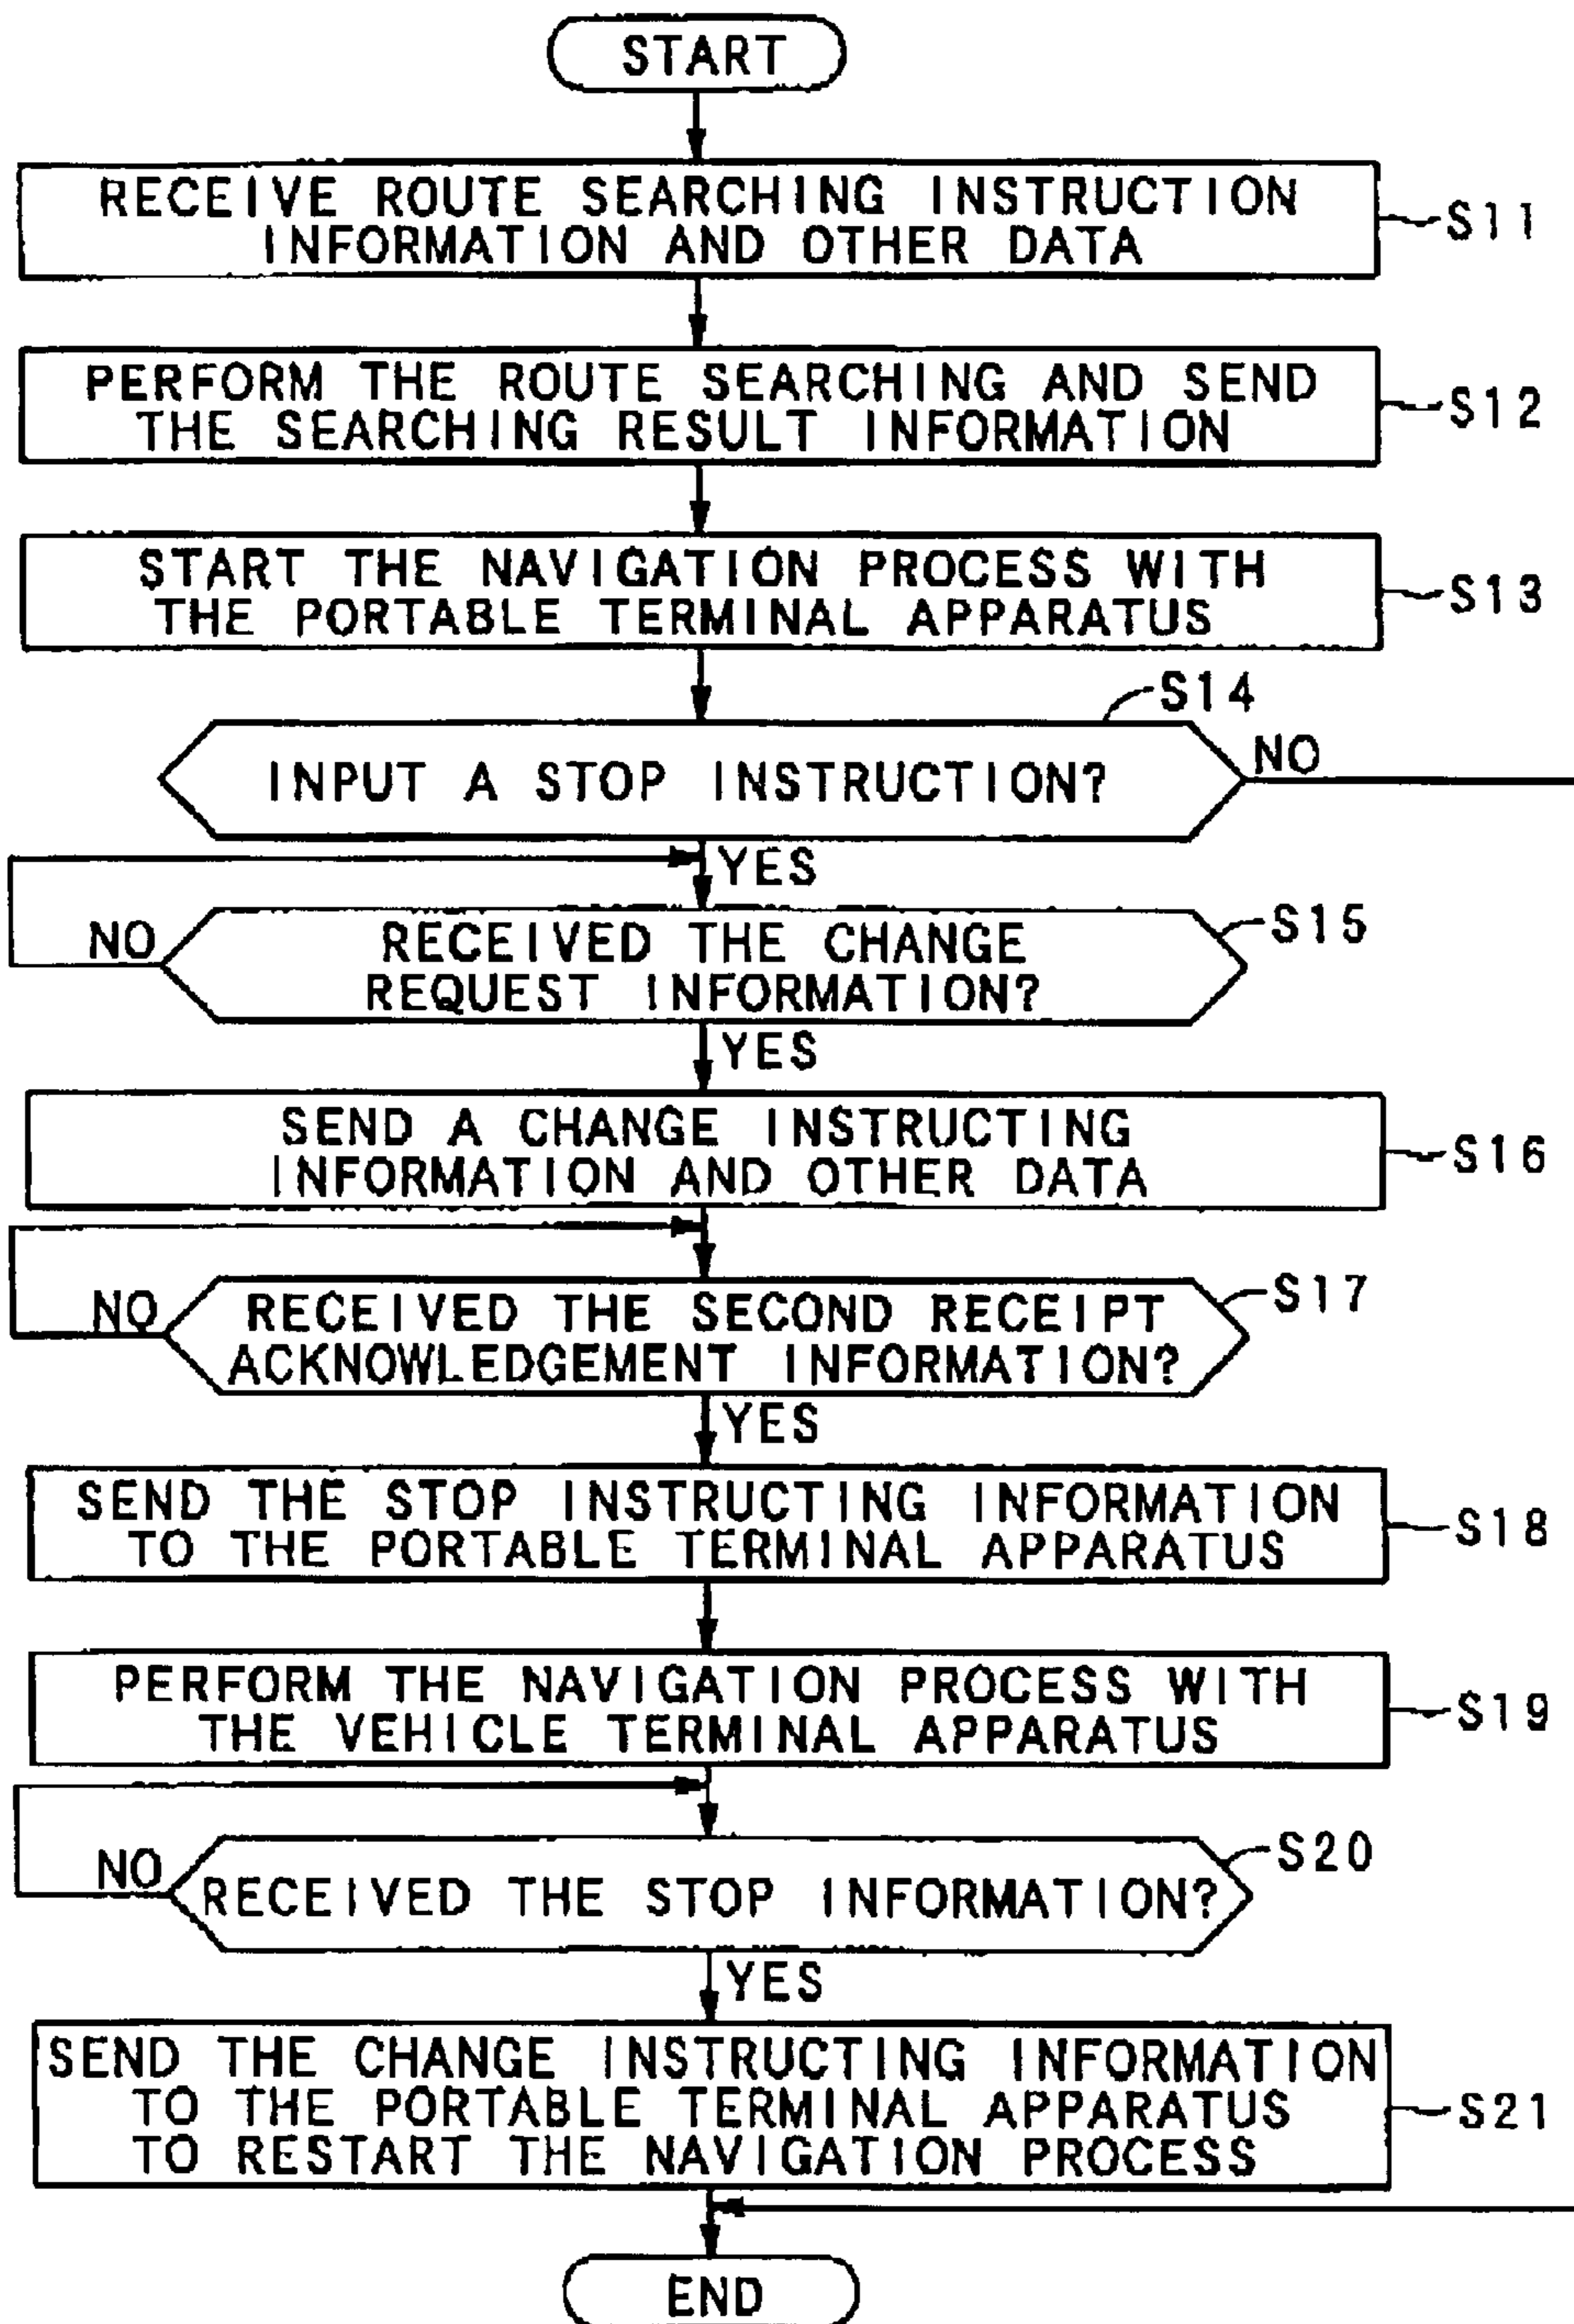 START
RECEIVE ROUTE SEARCHING INSTRUCTION
INFORMATION AND OTHER DATA
S11
PERFORM THE ROUTE SEARCHING AND SEND
THE SEARCHING RESULT INFORMATION
S12
START THE NAVIGATION PROCESS WITH
THE PORTABLE TERMINAL APPARATUS
S13
S14
INPUT A STOP INSTRUCTION?
NO
YES
NO
RECEIVED THE CHANGE
REQUEST INFORMATION?
S15
YES
SEND A CHANGE INSTRUCTING
INFORMATION AND OTHER DATA
S16
NO
RECEIVED THE SECOND RECEIPT
ACKNOWLEDGEMENT INFORMATION?
S17
YES
SEND THE STOP INSTRUCTING INFORMATION
TO THE PORTABLE TERMINAL APPARATUS
S18
PERFORM THE NAVIGATION PROCESS WITH
THE VEHICLE TERMINAL APPARATUS
S19
NO
RECEIVED THE STOP INFORMATION?
S20
YES
SEND THE CHANGE INSTRUCTING INFORMATION
TO THE PORTABLE TERMINAL APPARATUS
TO RESTART THE NAVIGATION PROCESS
S21
END